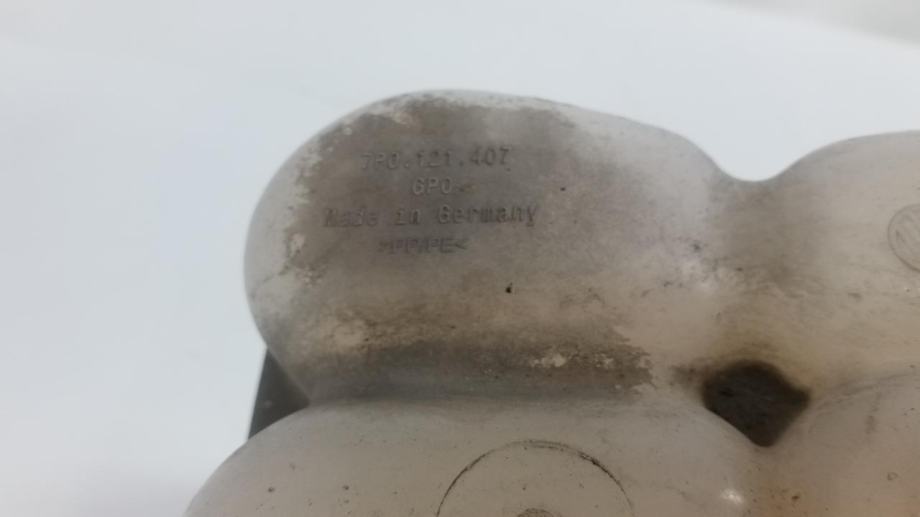 7P0.121.407
GPO
Made in Germany
>PP/PE<